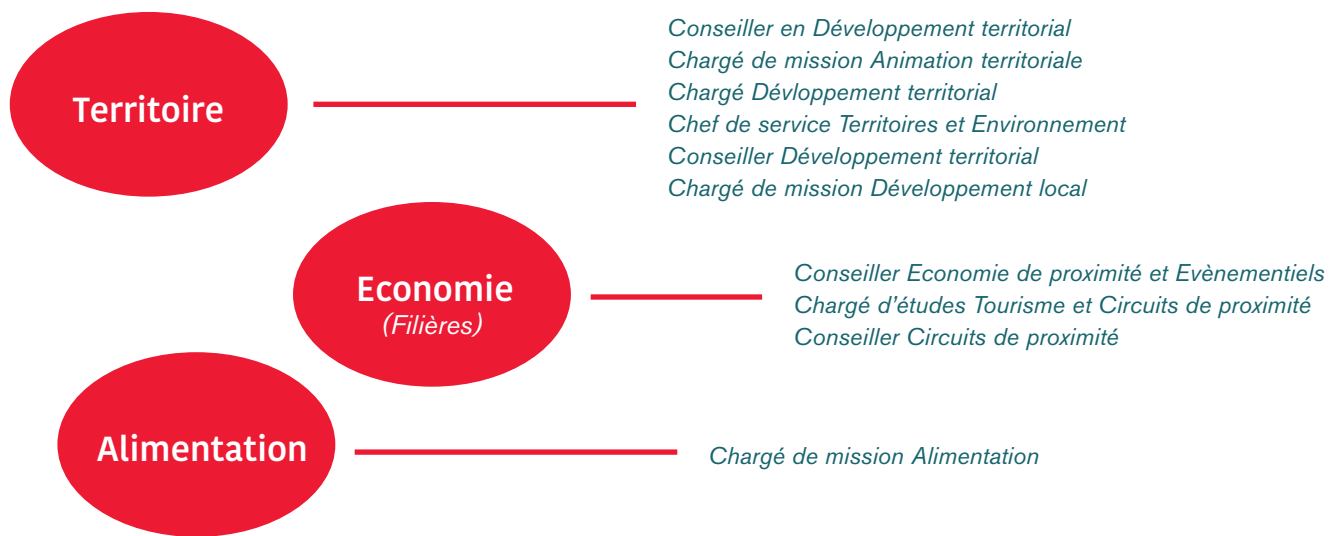 Territoire
Conseiller en Développement territorial
Chargé de mission Animation territoriale
Chargé Dévloppement territorial
Chef de service Territoires et Environnement
Conseiller Développement territorial
Chargé de mission Développement local
Economie
(Filières)
Conseiller Economie de proximité et Evènementiels
Chargé d'études Tourisme et Circuits de proximité
Conseiller Circuits de proximité
Alimentation
Chargé de mission Alimentation